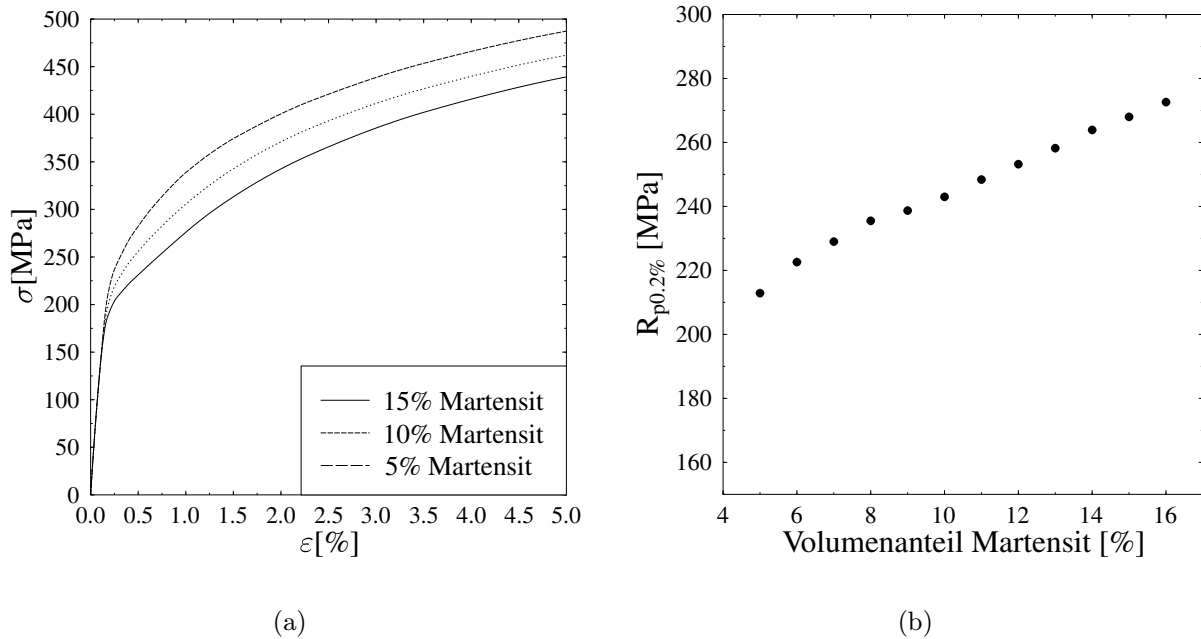 500
450
400
350
300
250
200
150
100
50
0
σ[MPa]
0.0 0.5 1.0 1.5 2.0 2.5 3.0 3.5 4.0 4.5 5.0
ε[%]
15% Martensit
10% Martensit
5% Martensit
(a)
300
280
260
240
220
200
180
160
R_p0.2% [MPa]
4 6 8 10 12 14 16
Volumenanteil Martensit [%]
(b)